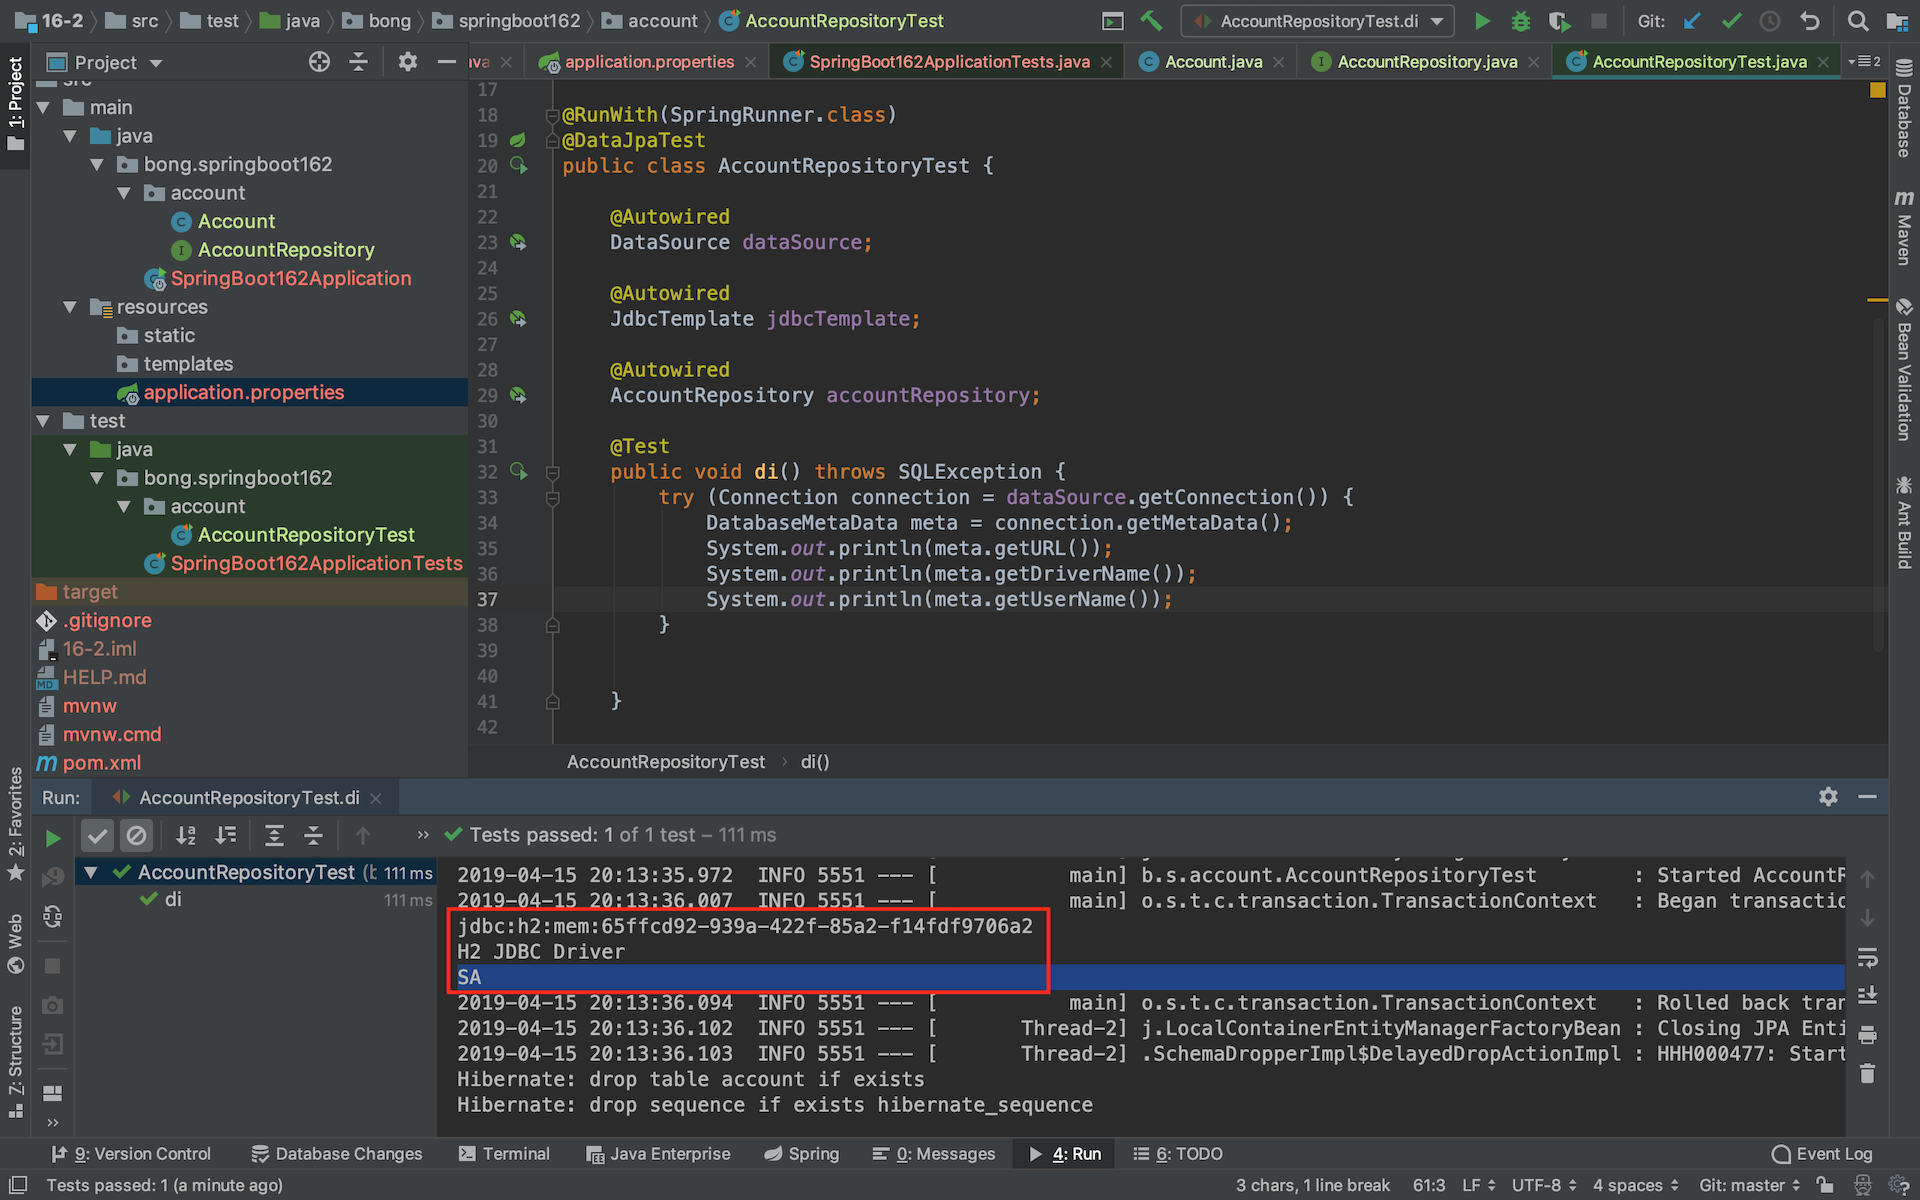 16-2 src test java bong springboot162 account AccountRepositoryTest AccountRepositoryTest.di Git:
Project
application.properties SpringBoot162ApplicationTests.java Account.java AccountRepository.java AccountRepositoryTest.java 2
1: Project
main
java
bong.springboot162
account
Account
AccountRepository
SpringBoot162Application
resources
static
templates
application.properties
test
java
bong.springboot162
account
AccountRepositoryTest
SpringBoot162ApplicationTests
target
.gitignore
16-2.iml
HELP.md
mvnw
mvnw.cmd
pom.xml
17
18 @RunWith(SpringRunner.class)
19 @DataJpaTest
20 public class AccountRepositoryTest {
21
22 @Autowired
23 DataSource dataSource;
24
25 @Autowired
26 JdbcTemplate jdbcTemplate;
27
28 @Autowired
29 AccountRepository accountRepository;
30
31 @Test
32 public void di() throws SQLException {
33 try (Connection connection = dataSource.getConnection()) {
34 DatabaseMetaData meta = connection.getMetaData();
35 System.out.println(meta.getURL());
36 System.out.println(meta.getDriverName());
37 System.out.println(meta.getUserName());
38 }
39
40
41 }
42
AccountRepositoryTest › di()
Database
Maven
Bean Validation
Ant Build
2: Favorites
Web
Z: Structure
Run: AccountRepositoryTest.di
Tests passed: 1 of 1 test – 111 ms
AccountRepositoryTest (b 111 ms
di 111 ms
2019-04-15 20:13:35.972 INFO 5551 --- [ main] b.s.account.AccountRepositoryTest : Started AccountR
2019-04-15 20:13:36.007 INFO 5551 --- [ main] o.s.t.c.transaction.TransactionContext : Began transactio
jdbc:h2:mem:65ffcd92-939a-422f-85a2-f14fdf9706a2
H2 JDBC Driver
SA
2019-04-15 20:13:36.094 INFO 5551 --- [ main] o.s.t.c.transaction.TransactionContext : Rolled back tran
2019-04-15 20:13:36.102 INFO 5551 --- [ Thread-2] j.LocalContainerEntityManagerFactoryBean : Closing JPA Enti
2019-04-15 20:13:36.103 INFO 5551 --- [ Thread-2] .SchemaDropperImpl$DelayedDropActionImpl : HHH000477: Start
Hibernate: drop table account if exists
Hibernate: drop sequence if exists hibernate_sequence
9: Version Control Database Changes Terminal Java Enterprise Spring 0: Messages 4: Run 6: TODO Event Log
Tests passed: 1 (a minute ago) 3 chars, 1 line break 61:3 LF UTF-8 4 spaces Git: master